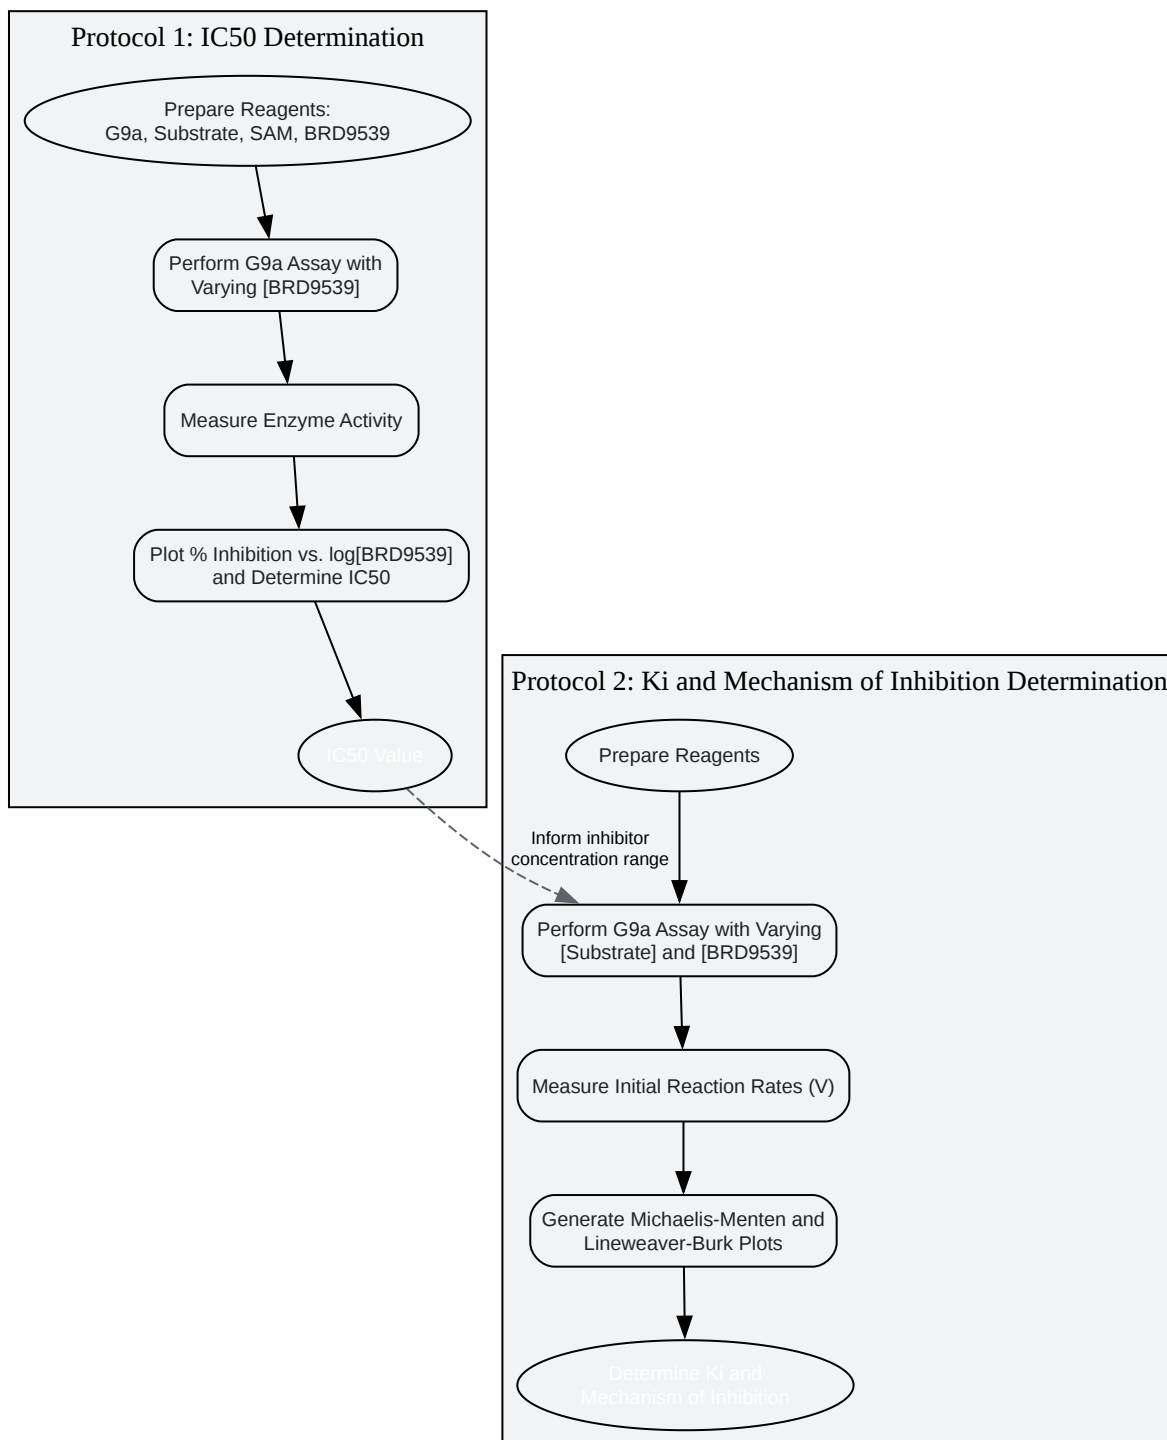 Protocol 1: IC50 Determination
Prepare Reagents:
G9a, Substrate, SAM, BRD9539
Perform G9a Assay with
Varying [BRD9539]
Measure Enzyme Activity
Plot % Inhibition vs. log[BRD9539]
and Determine IC50
IC50 Value
Protocol 2: Ki and Mechanism of Inhibition Determination
Prepare Reagents
Inform inhibitor
concentration range
Perform G9a Assay with Varying
[Substrate] and [BRD9539]
Measure Initial Reaction Rates (V)
Generate Michaelis-Menten and
Lineweaver-Burk Plots
Determine Ki and
Mechanism of Inhibition